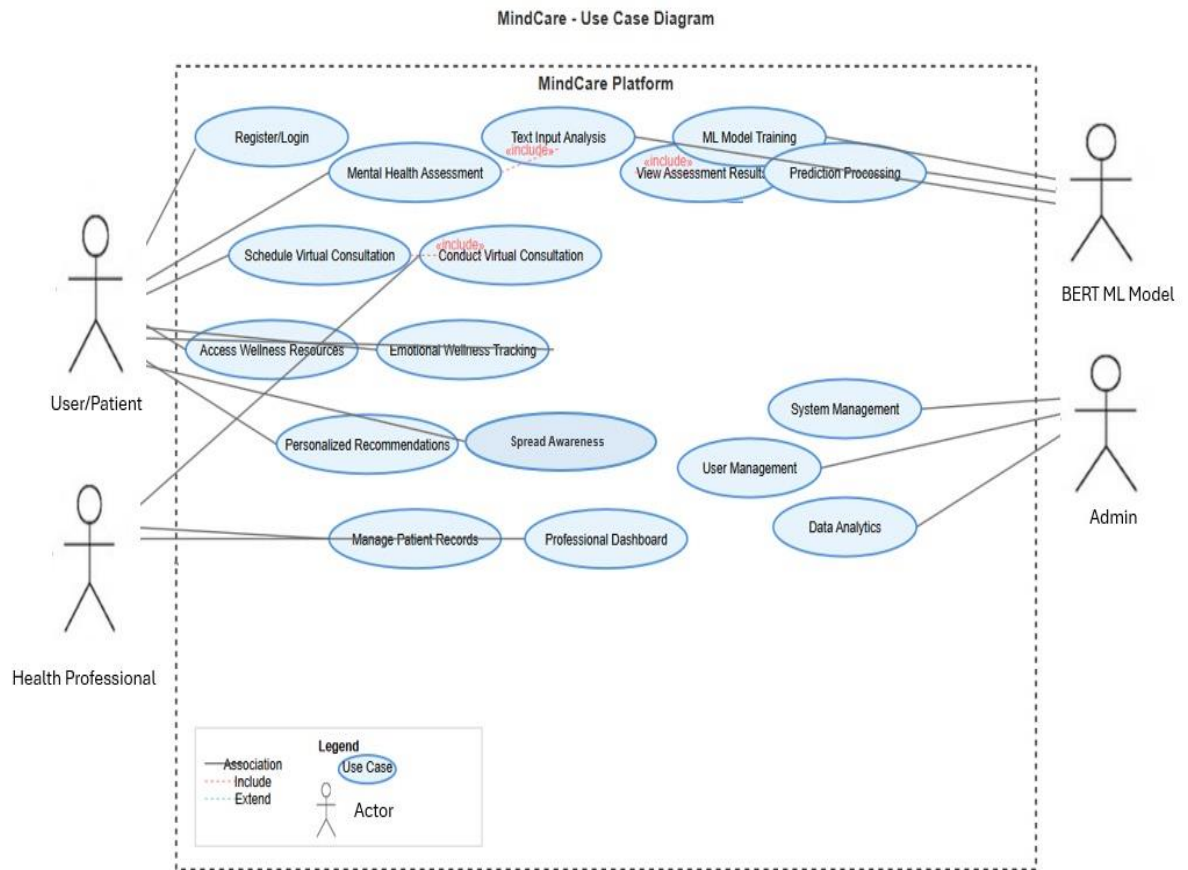 MindCare - Use Case Diagram
MindCare Platform
Register/Login
Text Input Analysis
ML Model Training
«include»
«include»
Mental Health Assessment
View Assessment Results
Prediction Processing
«include»
Schedule Virtual Consultation
Conduct Virtual Consultation
BERT ML Model
Access Wellness Resources
Emotional Wellness Tracking
User/Patient
System Management
Personalized Recommendations
Spread Awareness
User Management
Admin
Data Analytics
Manage Patient Records
Professional Dashboard
Health Professional
Legend
Association
Include
Extend
Use Case
Actor